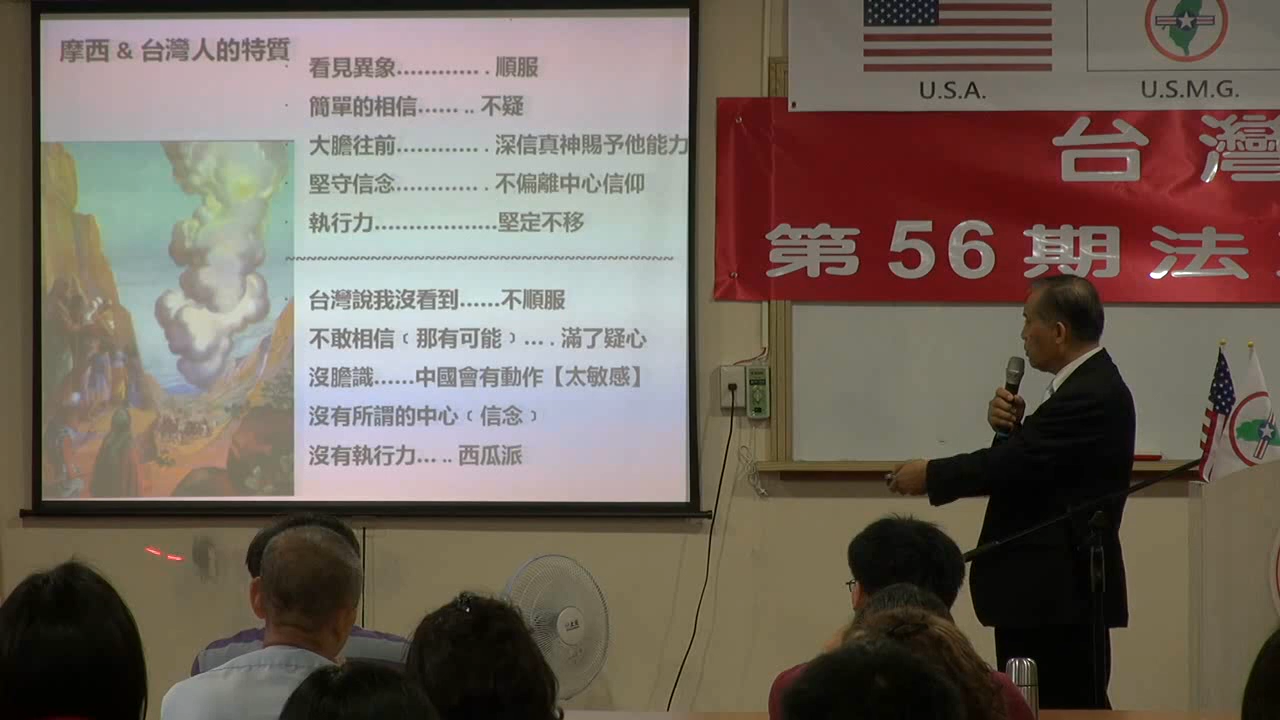 摩西 & 台灣人的特質
看見異象............ . 順服
簡單的相信...... .. 不疑
大膽往前............ . 深信真神賜予他能力
堅守信念............ . 不偏離中心信仰
執行力..................堅定不移
~~~~~~~~~~~~~~~~~~~~~~~~~~~~~~~~~~~~~~~~
台灣說我沒看到......不順服
不敢相信﹙那有可能﹚... . 滿了疑心
沒膽識......中國會有動作【太敏感】
沒有所謂的中心﹙信念﹚
沒有執行力... .. 西瓜派
U.S.A.
U.S.M.G.
台灣
第56期法